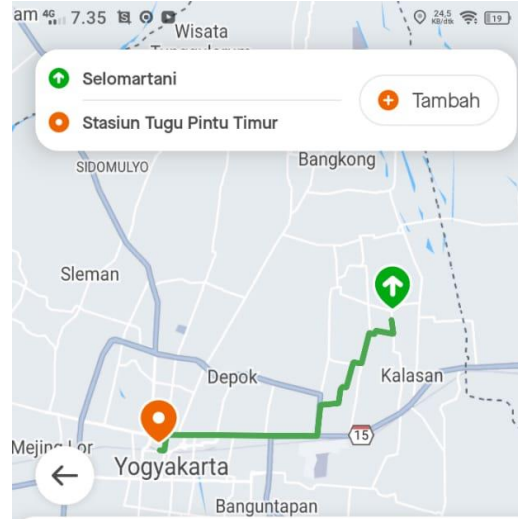 am 4G 7.35 24,5 KB/dtk 19
Wisata
Selomartani
Tambah
Stasiun Tugu Pintu Timur
SIDOMULYO
Bangkong
Sleman
Depok
Kalasan
15
Mejing Lor
Yogyakarta
Banguntapan